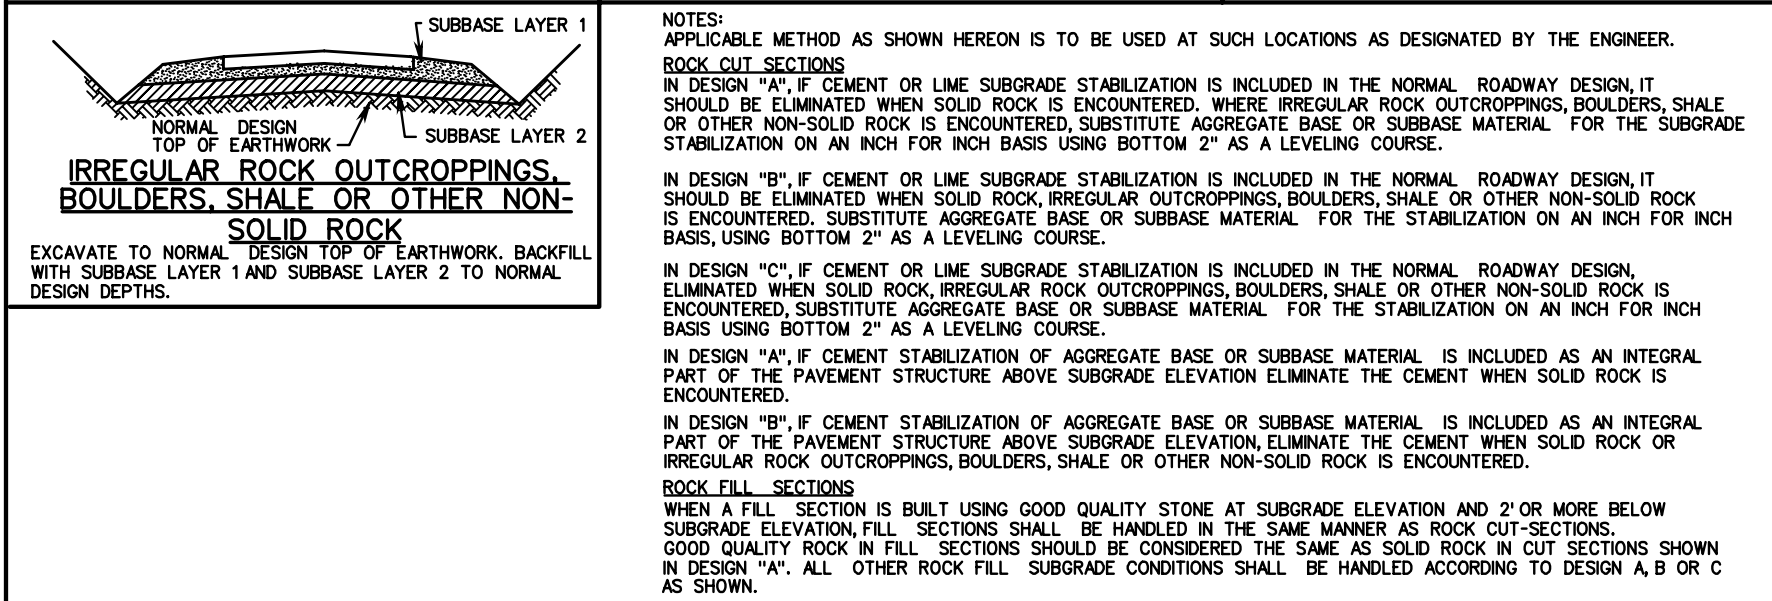 SUBBASE LAYER 1
NORMAL DESIGN
TOP OF EARTHWORK
SUBBASE LAYER 2
IRREGULAR ROCK OUTCROPPINGS,
BOULDERS, SHALE OR OTHER NON-
SOLID ROCK
EXCAVATE TO NORMAL DESIGN TOP OF EARTHWORK. BACKFILL
WITH SUBBASE LAYER 1 AND SUBBASE LAYER 2 TO NORMAL
DESIGN DEPTHS.
NOTES:
APPLICABLE METHOD AS SHOWN HEREON IS TO BE USED AT SUCH LOCATIONS AS DESIGNATED BY THE ENGINEER.
ROCK CUT SECTIONS
IN DESIGN "A", IF CEMENT OR LIME SUBGRADE STABILIZATION IS INCLUDED IN THE NORMAL ROADWAY DESIGN, IT
SHOULD BE ELIMINATED WHEN SOLID ROCK IS ENCOUNTERED. WHERE IRREGULAR ROCK OUTCROPPINGS, BOULDERS, SHALE
OR OTHER NON-SOLID ROCK IS ENCOUNTERED, SUBSTITUTE AGGREGATE BASE OR SUBBASE MATERIAL FOR THE SUBGRADE
STABILIZATION ON AN INCH FOR INCH BASIS USING BOTTOM 2" AS A LEVELING COURSE.
IN DESIGN "B", IF CEMENT OR LIME SUBGRADE STABILIZATION IS INCLUDED IN THE NORMAL ROADWAY DESIGN, IT
SHOULD BE ELIMINATED WHEN SOLID ROCK, IRREGULAR OUTCROPPINGS, BOULDERS, SHALE OR OTHER NON-SOLID ROCK
IS ENCOUNTERED. SUBSTITUTE AGGREGATE BASE OR SUBBASE MATERIAL FOR THE STABILIZATION ON AN INCH FOR INCH
BASIS, USING BOTTOM 2" AS A LEVELING COURSE.
IN DESIGN "C", IF CEMENT OR LIME SUBGRADE STABILIZATION IS INCLUDED IN THE NORMAL ROADWAY DESIGN,
ELIMINATED WHEN SOLID ROCK, IRREGULAR ROCK OUTCROPPINGS, BOULDERS, SHALE OR OTHER NON-SOLID ROCK IS
ENCOUNTERED, SUBSTITUTE AGGREGATE BASE OR SUBBASE MATERIAL FOR THE STABILIZATION ON AN INCH FOR INCH
BASIS USING BOTTOM 2" AS A LEVELING COURSE.
IN DESIGN "A", IF CEMENT STABILIZATION OF AGGREGATE BASE OR SUBBASE MATERIAL IS INCLUDED AS AN INTEGRAL
PART OF THE PAVEMENT STRUCTURE ABOVE SUBGRADE ELEVATION ELIMINATE THE CEMENT WHEN SOLID ROCK IS
ENCOUNTERED.
IN DESIGN "B", IF CEMENT STABILIZATION OF AGGREGATE BASE OR SUBBASE MATERIAL IS INCLUDED AS AN INTEGRAL
PART OF THE PAVEMENT STRUCTURE ABOVE SUBGRADE ELEVATION, ELIMINATE THE CEMENT WHEN SOLID ROCK OR
IRREGULAR ROCK OUTCROPPINGS, BOULDERS, SHALE OR OTHER NON-SOLID ROCK IS ENCOUNTERED.
ROCK FILL SECTIONS
WHEN A FILL SECTION IS BUILT USING GOOD QUALITY STONE AT SUBGRADE ELEVATION AND 2' OR MORE BELOW
SUBGRADE ELEVATION, FILL SECTIONS SHALL BE HANDLED IN THE SAME MANNER AS ROCK CUT-SECTIONS.
GOOD QUALITY ROCK IN FILL SECTIONS SHOULD BE CONSIDERED THE SAME AS SOLID ROCK IN CUT SECTIONS SHOWN
IN DESIGN "A". ALL OTHER ROCK FILL SUBGRADE CONDITIONS SHALL BE HANDLED ACCORDING TO DESIGN A, B OR C
AS SHOWN.